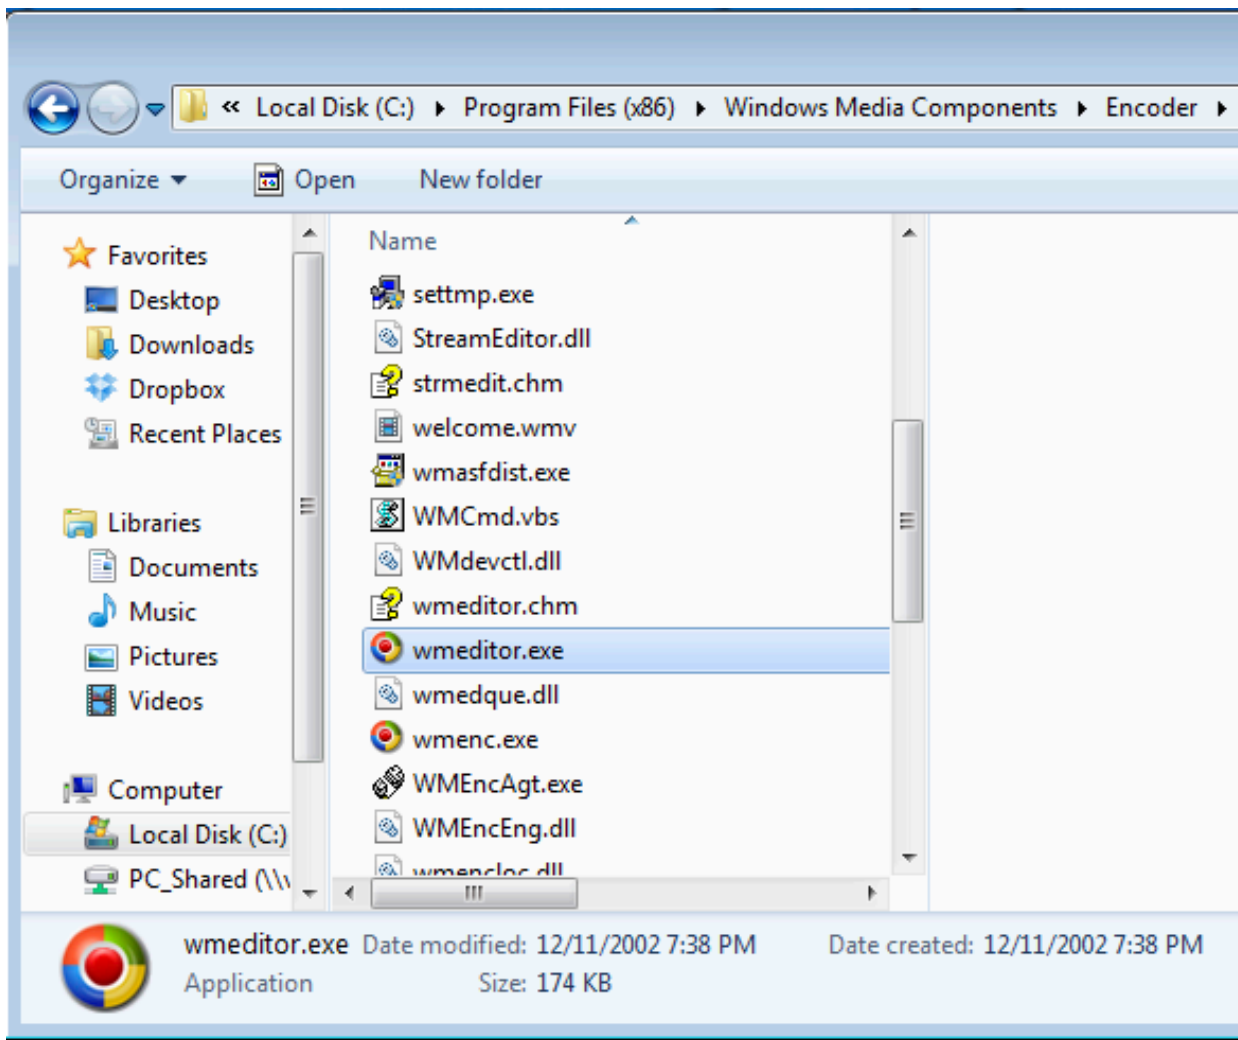 « Local Disk (C:) ▸ Program Files (x86) ▸ Windows Media Components ▸ Encoder ▸
Organize Open New folder
Favorites
Desktop
Downloads
Dropbox
Recent Places
Libraries
Documents
Music
Pictures
Videos
Computer
Local Disk (C:)
PC_Shared (\\
Name
settmp.exe
StreamEditor.dll
strmedit.chm
welcome.wmv
wmasfdist.exe
WMCmd.vbs
WMdevctl.dll
wmeditor.chm
wmeditor.exe
wmedque.dll
wmenc.exe
WMEncAgt.exe
WMEncEng.dll
wmencloc.dll
wmeditor.exe Date modified: 12/11/2002 7:38 PM Date created: 12/11/2002 7:38 PM
Application Size: 174 KB